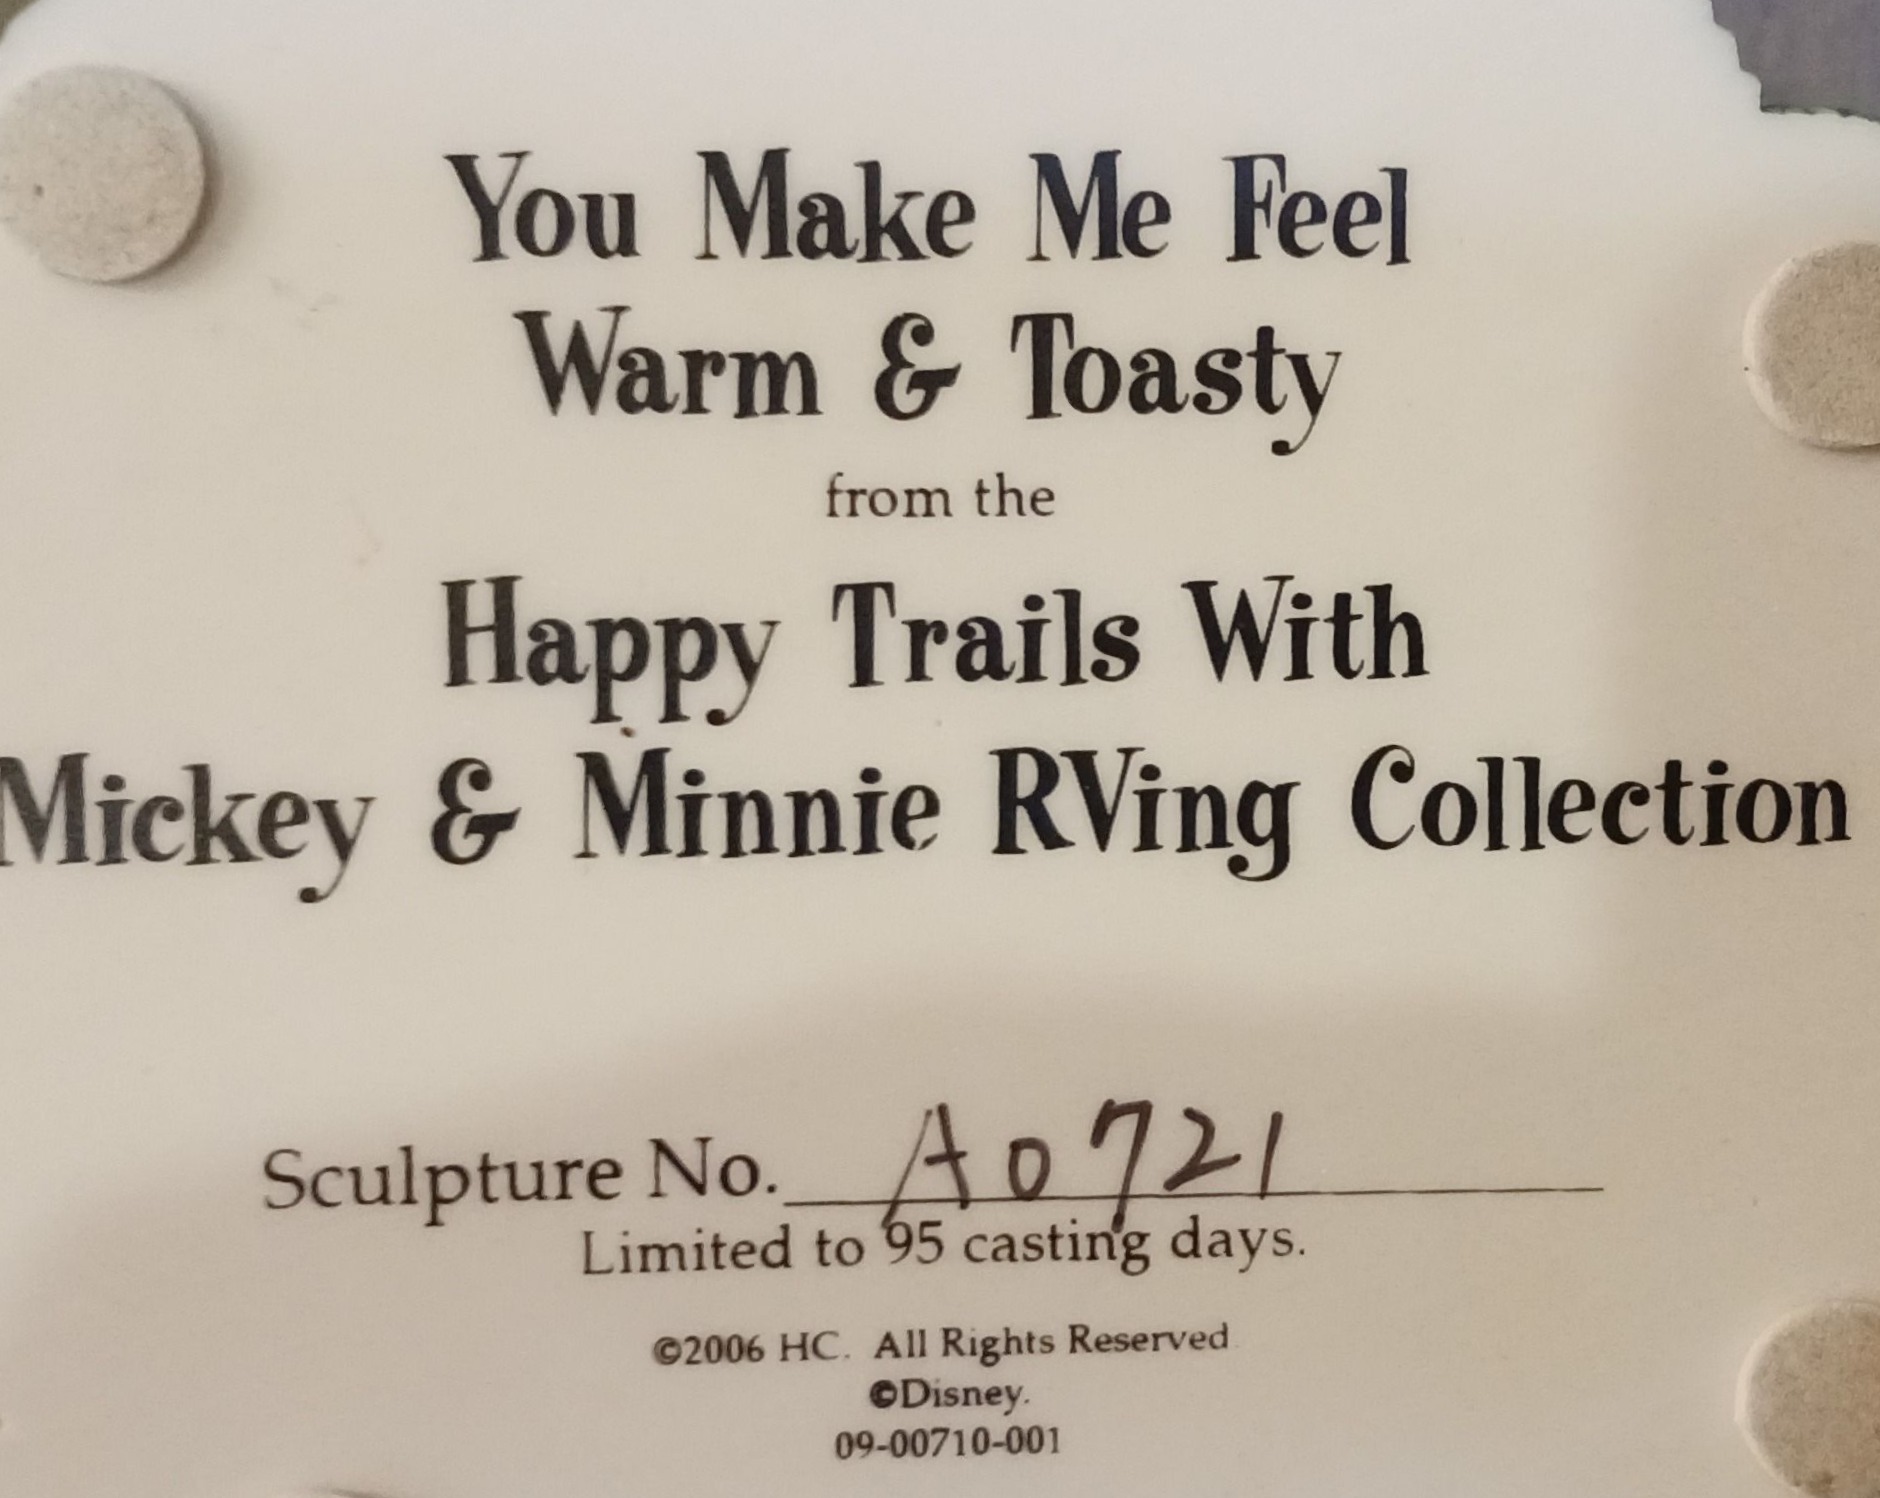 You Make Me Feel
Warm & Toasty
from the
Happy Trails With
Mickey & Minnie RVing Collection
Sculpture No. A0721
Limited to 95 casting days.
©2006 HC. All Rights Reserved
©Disney.
09-00710-001